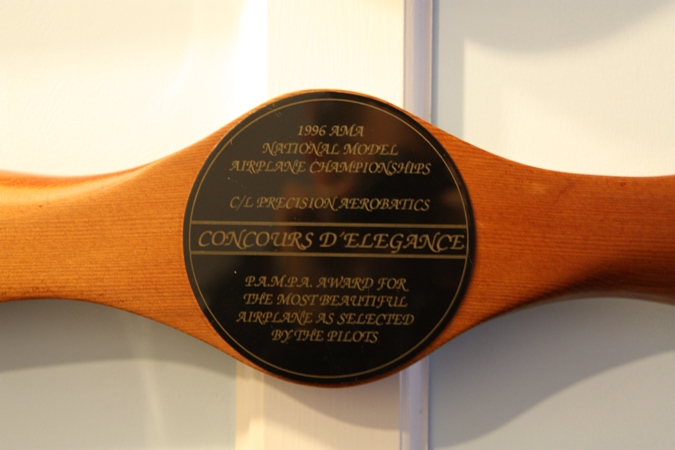 1996 AMA
NATIONAL MODEL
AIRPLANE CHAMPIONSHIPS
C/L PRECISION AEROBATICS
CONCOURS D'ELEGANCE
P.A.M.P.A. AWARD FOR
THE MOST BEAUTIFUL
AIRPLANE AS SELECTED
BY THE PILOTS